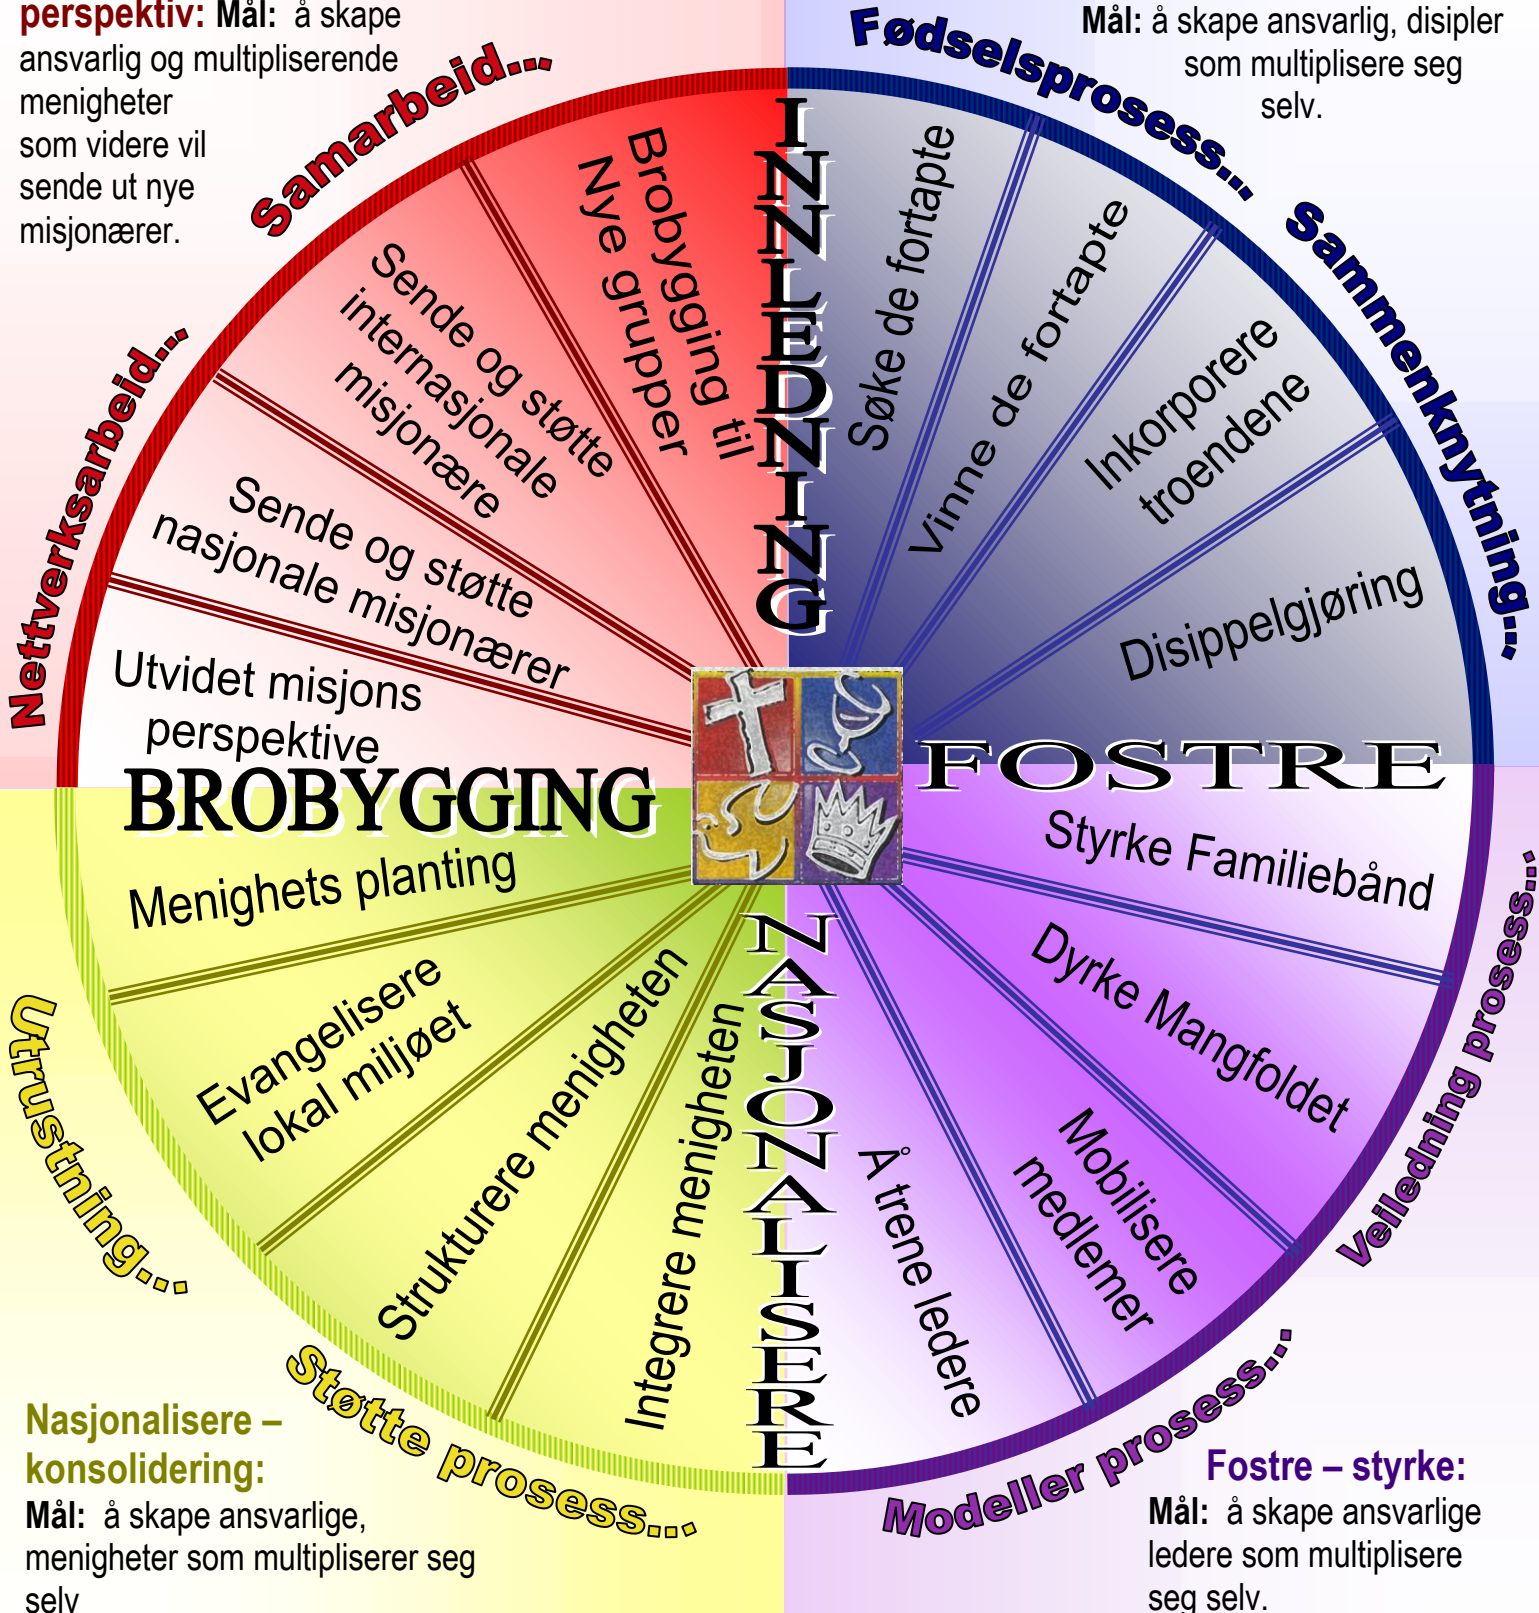 perspektiv: Mål: å skape
ansvarlig og multipliserende
menigheter
som videre vil
sende ut nye
misjonærer.
Mål: å skape ansvarlig, disipler
som multiplisere seg
selv.
Samarbeid...
Nettverksarbeid...
Fødselsprosess...
Sammenknytning...
INNLEDNING
Søke de fortapte
Vinne de fortapte
Inkorporere
troendene
Disippelgjøring
FOSTRE
Styrke Familiebånd
Dyrke Mangfoldet
Mobilisere
medlemer
Å trene ledere
Veiledning prosess...
Modeller prosess...
NASJONALISERE
Integrere menigheten
Strukturere menigheten
Evangelisere
lokal miljøet
Menighets planting
Støtte prosess...
Utrustning...
BROBYGGING
Utvidet misjons
perspektive
Sende og støtte
nasjonale misjonærer
Sende og støtte
internasjonale
misjonære
Brobygging til
Nye grupper
Nasjonalisere –
konsolidering:
Mål: å skape ansvarlige,
menigheter som multipliserer seg
selv
Fostre – styrke:
Mål: å skape ansvarlige
ledere som multiplisere
seg selv.